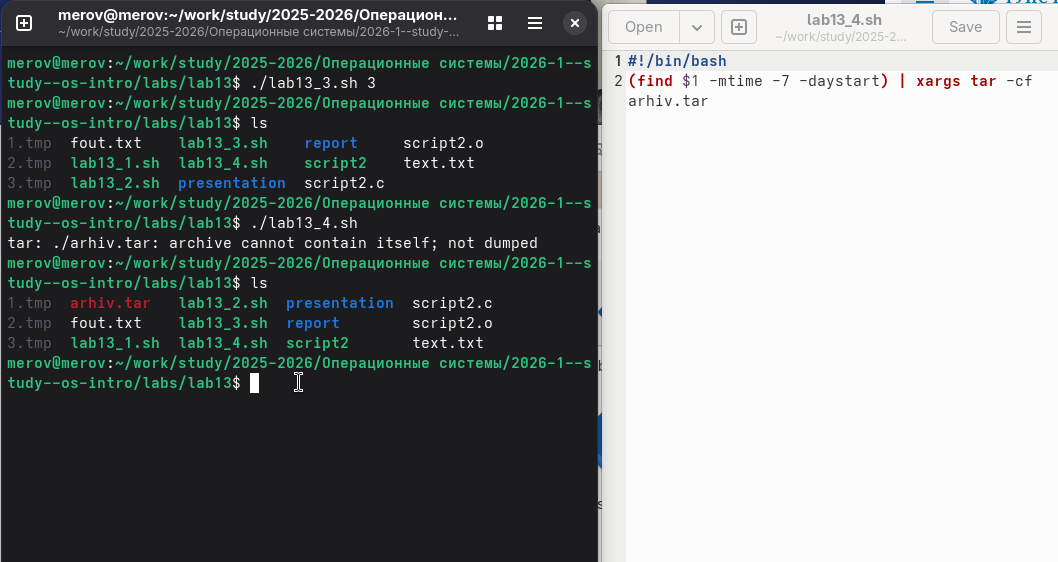 merov@merov:~/work/study/2025-2026/Операцион...
~/work/study/2025-2026/Операционные системы/2026-1--study-...
merov@merov:~/work/study/2025-2026/Операционные системы/2026-1--s
tudy--os-intro/labs/lab13$ ./lab13_3.sh 3
merov@merov:~/work/study/2025-2026/Операционные системы/2026-1--s
tudy--os-intro/labs/lab13$ ls
1.tmp fout.txt lab13_3.sh report script2.o
2.tmp lab13_1.sh lab13_4.sh script2 text.txt
3.tmp lab13_2.sh presentation script2.c
merov@merov:~/work/study/2025-2026/Операционные системы/2026-1--s
tudy--os-intro/labs/lab13$ ./lab13_4.sh
tar: ./arhiv.tar: archive cannot contain itself; not dumped
merov@merov:~/work/study/2025-2026/Операционные системы/2026-1--s
tudy--os-intro/labs/lab13$ ls
1.tmp arhiv.tar lab13_2.sh presentation script2.c
2.tmp fout.txt lab13_3.sh report script2.o
3.tmp lab13_1.sh lab13_4.sh script2 text.txt
merov@merov:~/work/study/2025-2026/Операционные системы/2026-1--s
tudy--os-intro/labs/lab13$
Open
lab13_4.sh
~/work/study/2025-2...
Save
1 #!/bin/bash
2 (find $1 -mtime -7 -daystart) | xargs tar -cf
arhiv.tar